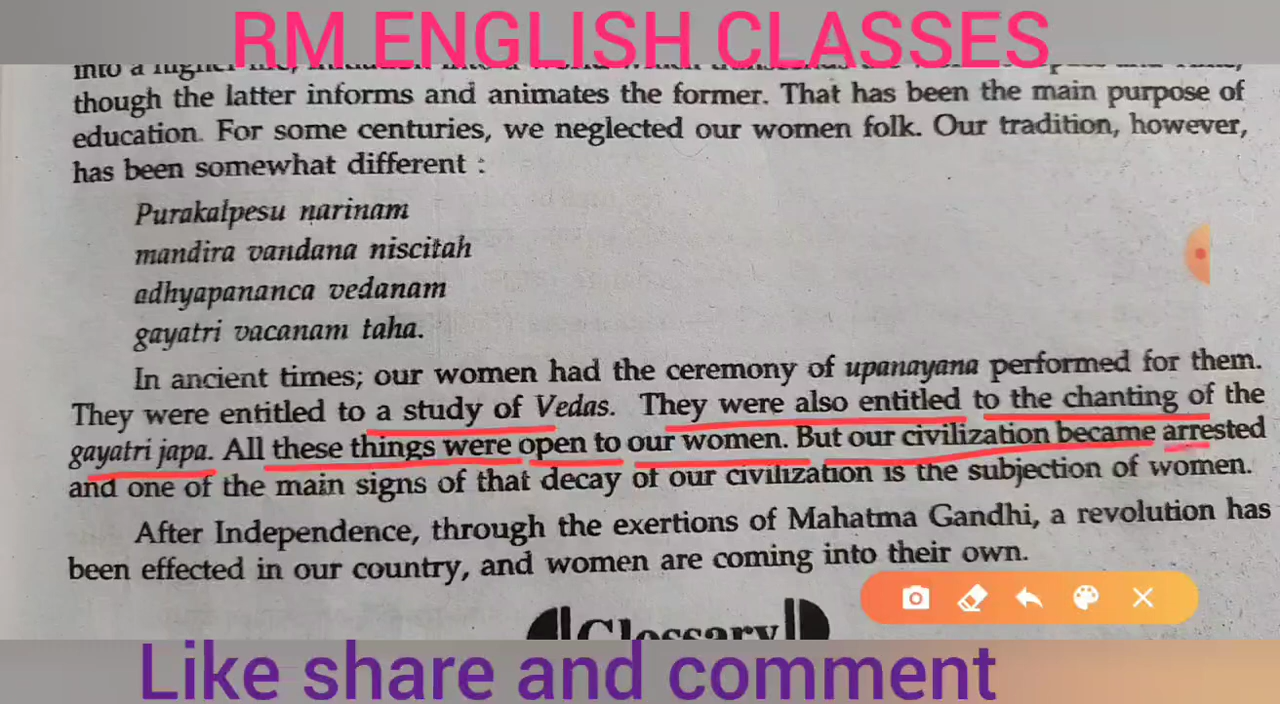 RM ENGLISH CLASSES
into a
though the latter informs and animates the former. That has been the main purpose of
education. For some centuries, we neglected our women folk. Our tradition, however,
has been somewhat different :
Purakalpesu narinam
mandira vandana niscitah
adhyapananca vedanam
gayatri vacanam taha.
In ancient times; our women had the ceremony of upanayana performed for them.
They were entitled to a study of Vedas. They were also entitled to the chanting of the
gayatri japa. All these things were open to our women. But our civilization became arrested
and one of the main signs of that decay of our civilization is the subjection of women.
After Independence, through the exertions of Mahatma Gandhi, a revolution has
been effected in our country, and women are coming into their own.
Glossary
Like share and comment